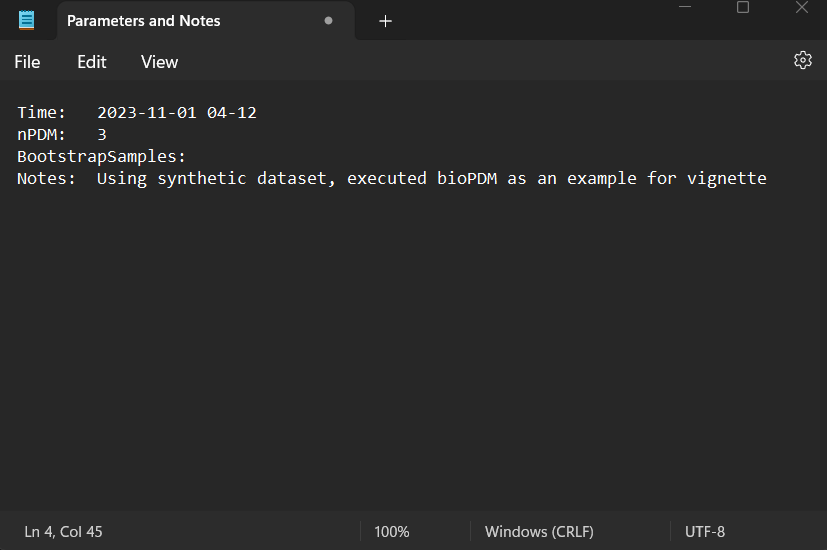 Parameters and Notes
File Edit View
Time: 2023-11-01 04-12
nPDM: 3
BootstrapSamples:
Notes: Using synthetic dataset, executed bioPDM as an example for vignette
Ln 4, Col 45 100% Windows (CRLF) UTF-8